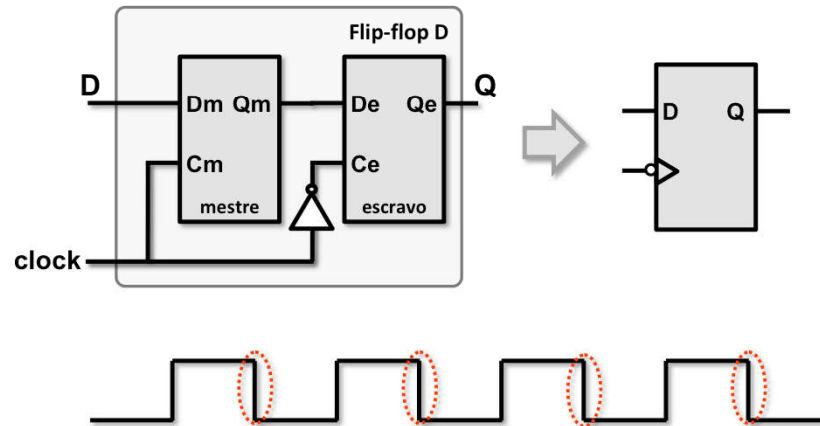 Flip-flop D
D
Dm Qm
De Qe
Q
D Q
Cm
Ce
mestre
escravo
clock